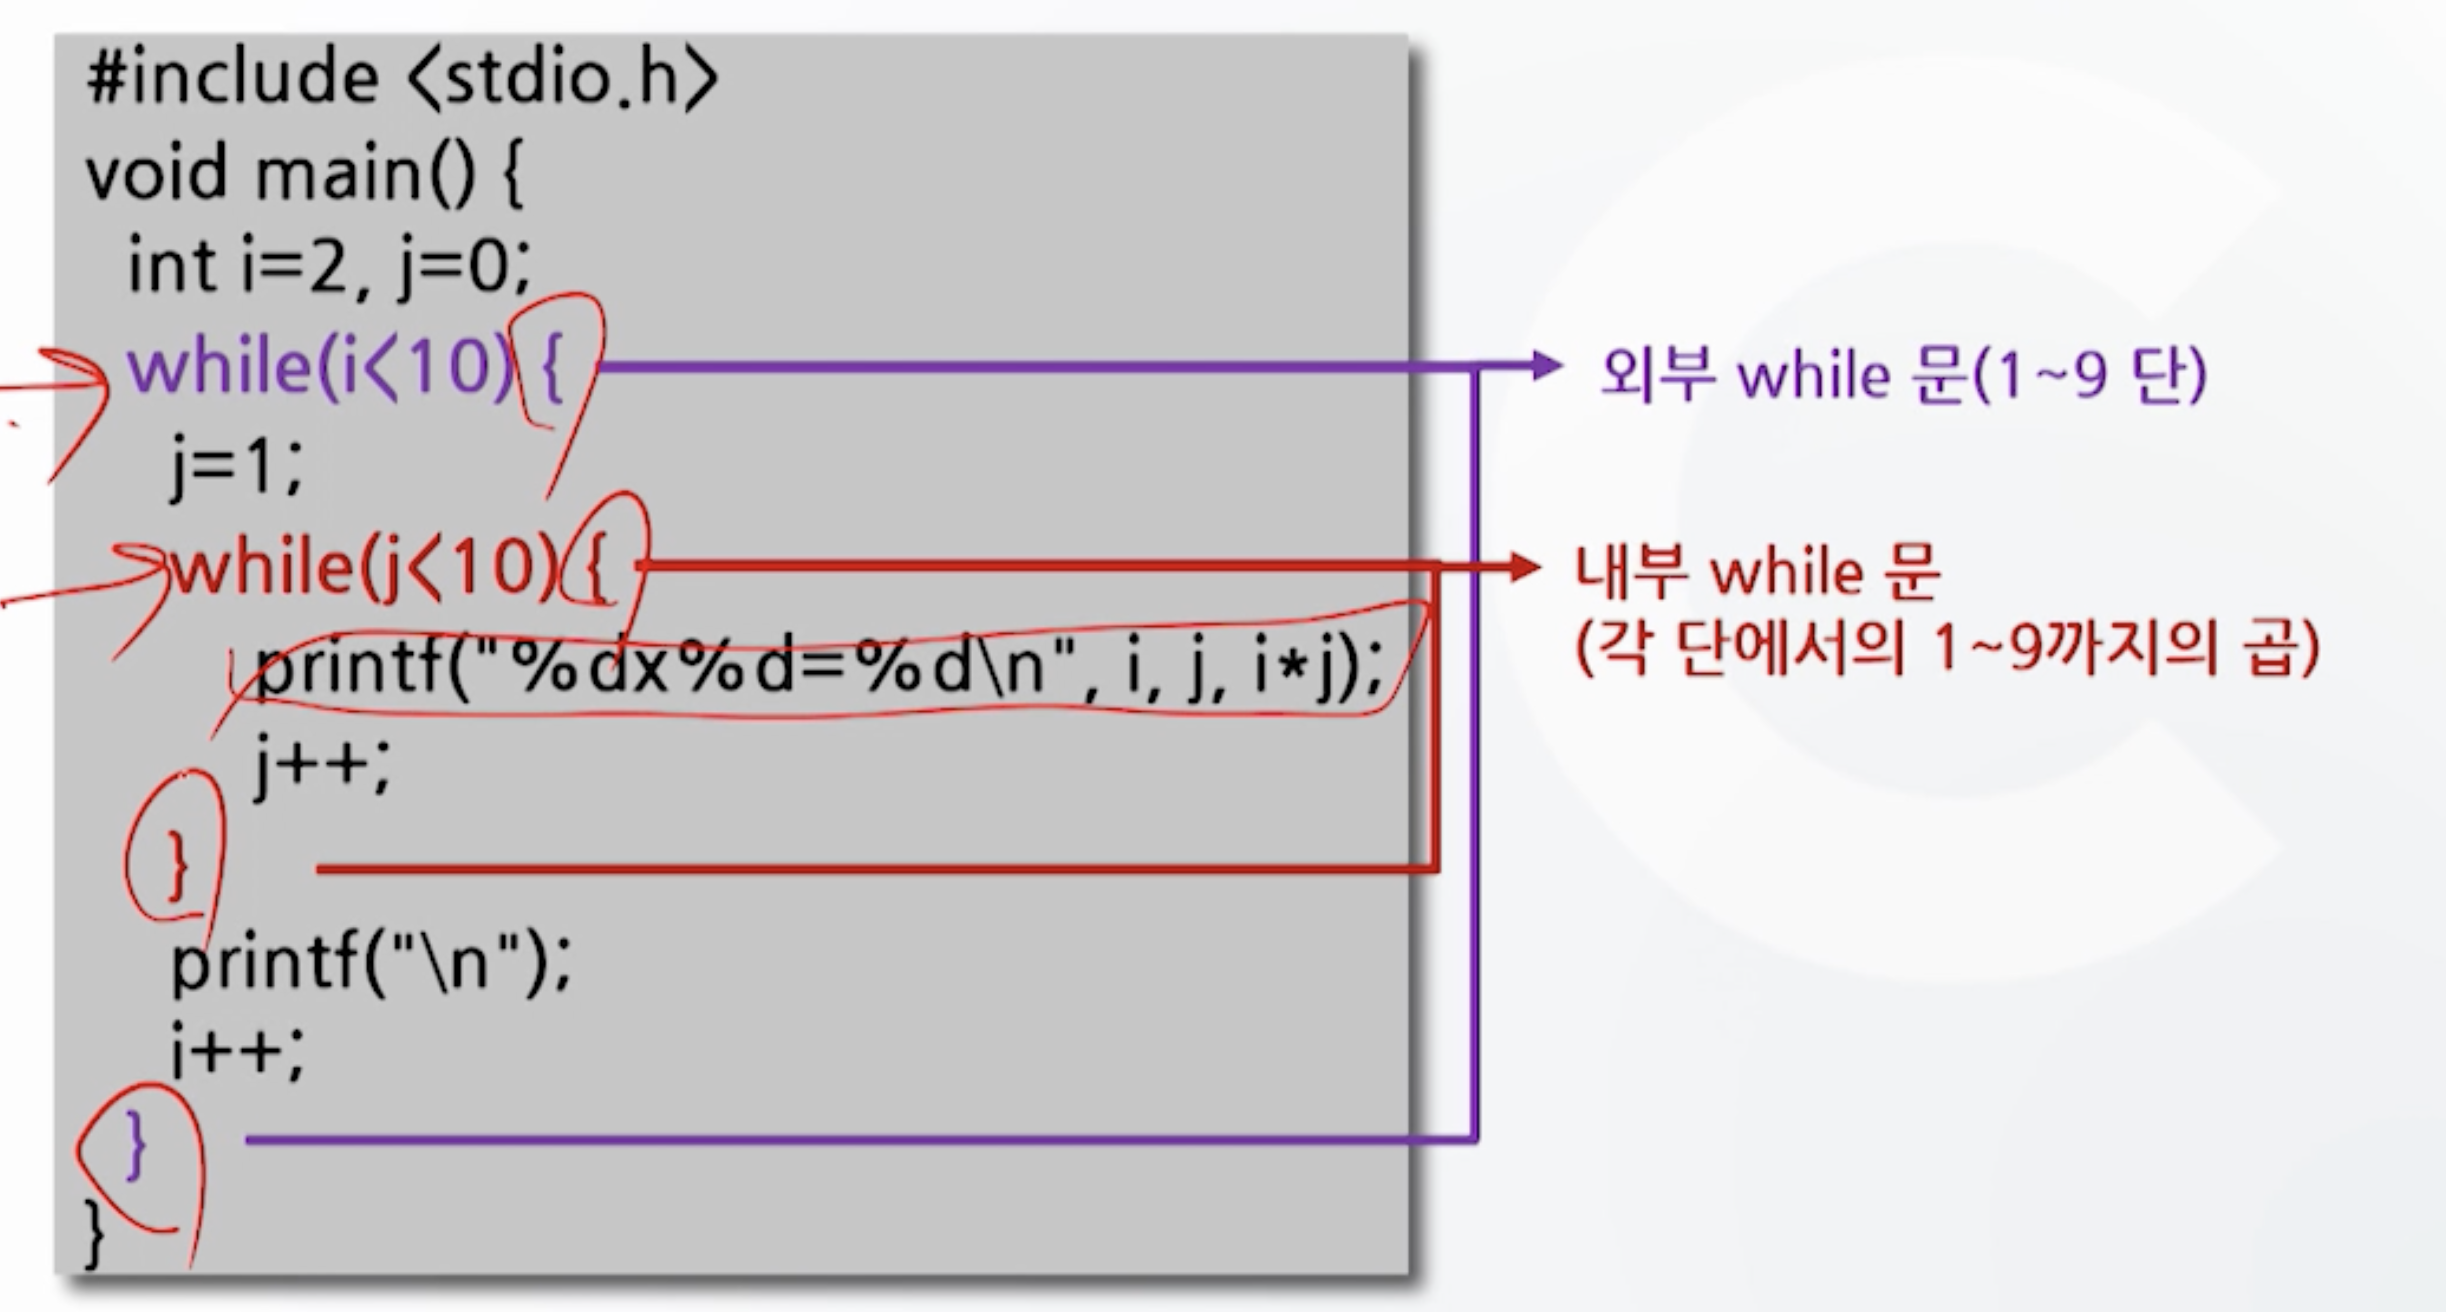 #include <stdio.h>
void main() {
int i=2, j=0;
while(i<10) {
외부 while 문(1~9 단)
j=1;
while(j<10) {
내부 while 문
(각 단에서의 1~9까지의 곱)
printf("%dx%d=%d\n", i, j, i*j);
j++;
}
printf("\n");
i++;
}
}